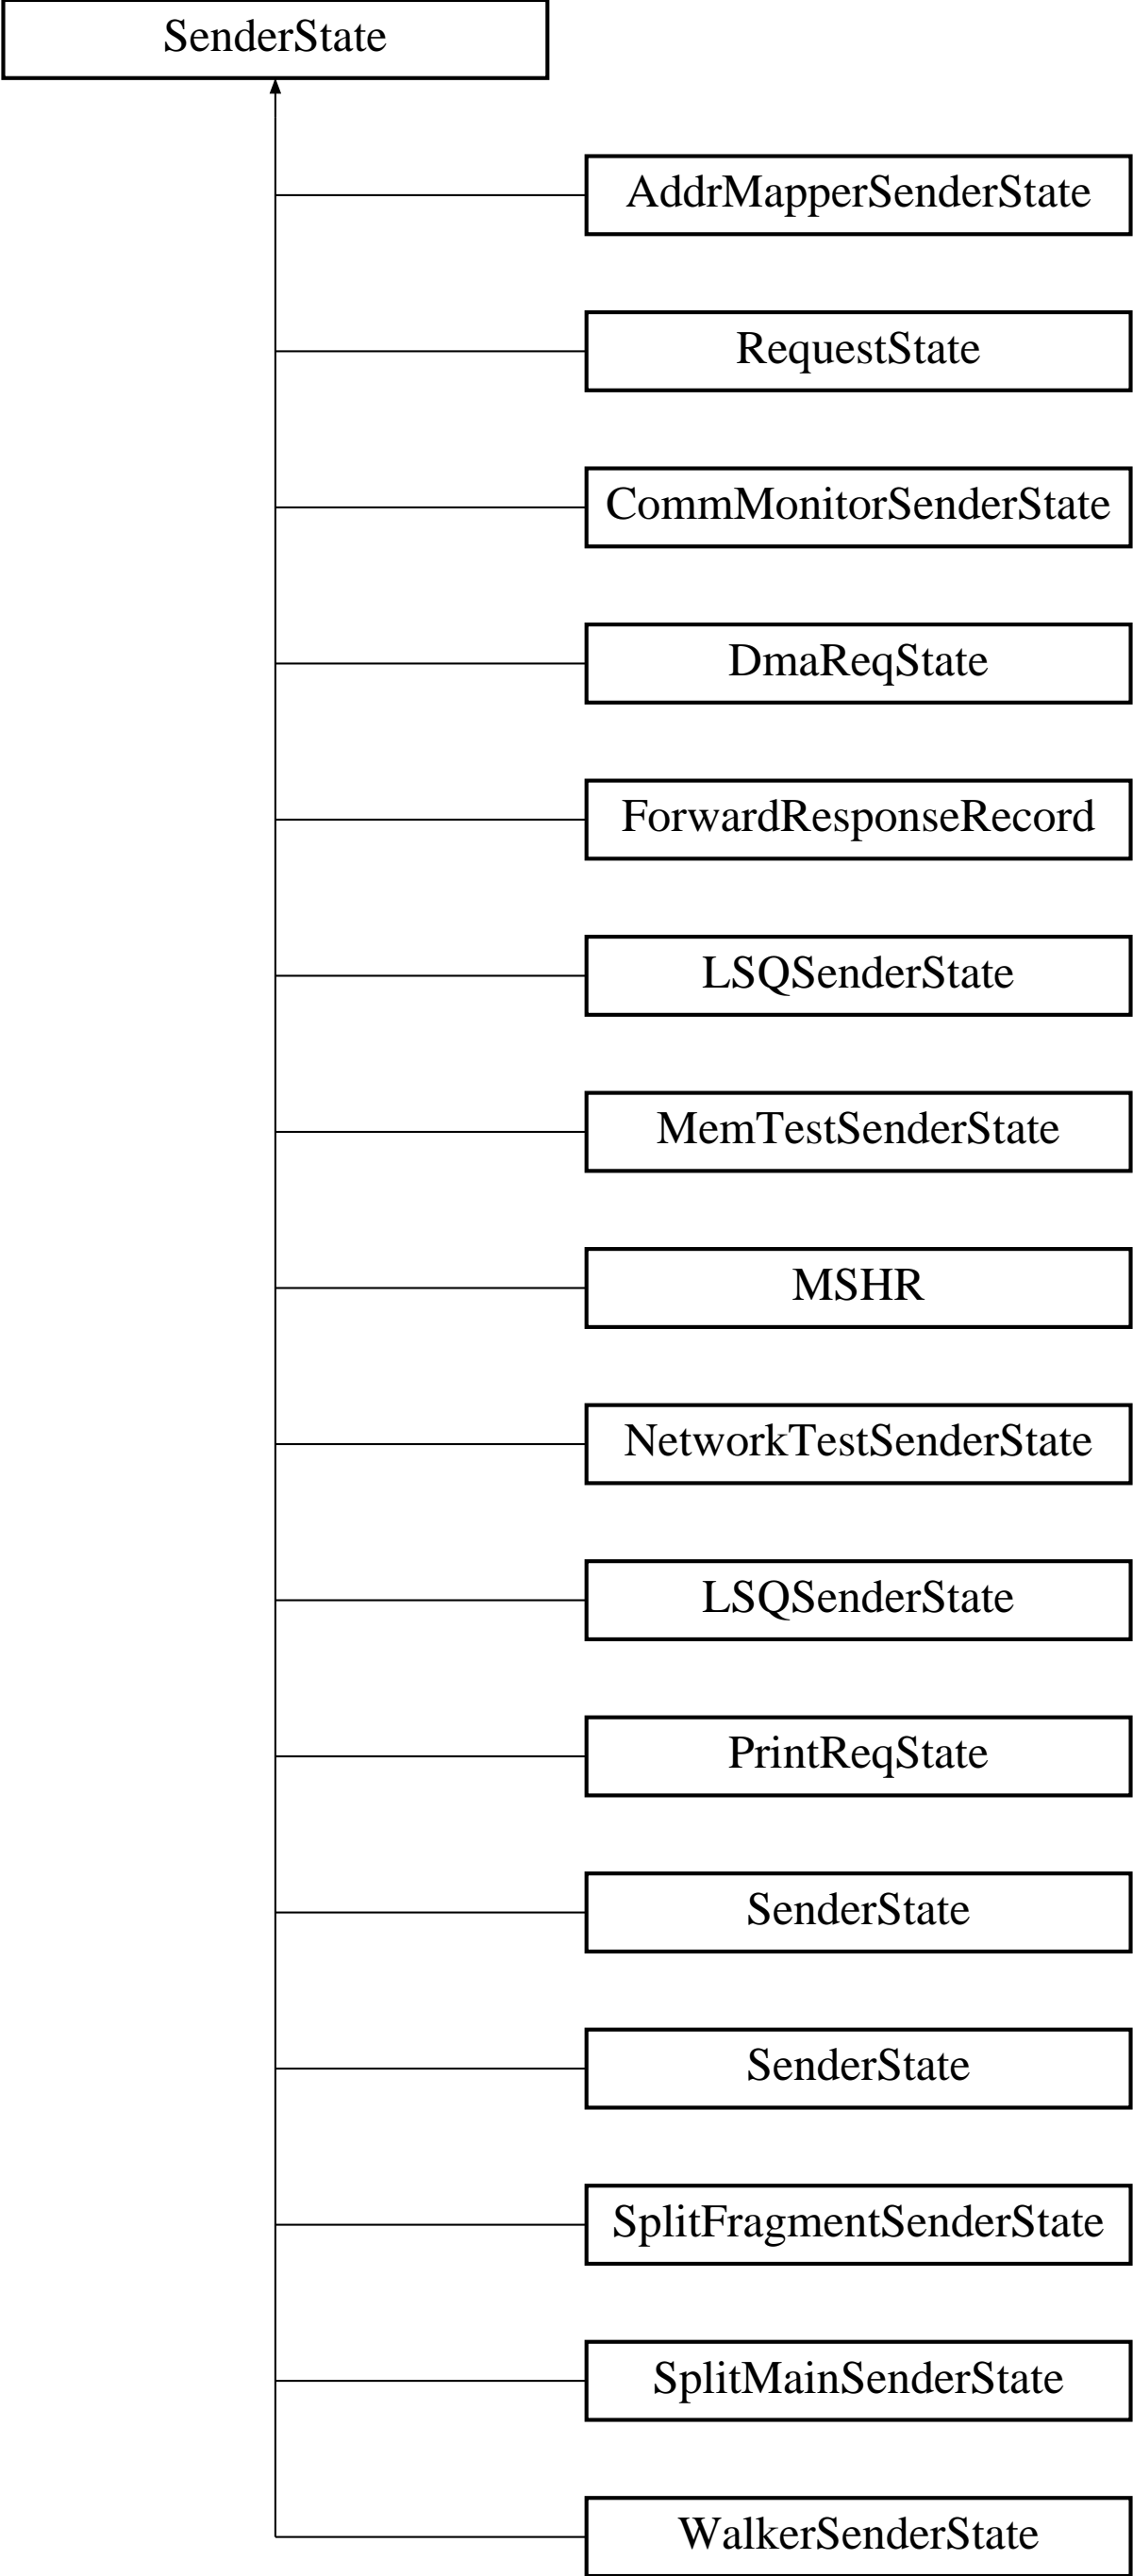 SenderState
AddrMapperSenderState
RequestState
CommMonitorSenderState
DmaReqState
ForwardResponseRecord
LSQSenderState
MemTestSenderState
MSHR
NetworkTestSenderState
LSQSenderState
PrintReqState
SenderState
SenderState
SplitFragmentSenderState
SplitMainSenderState
WalkerSenderState